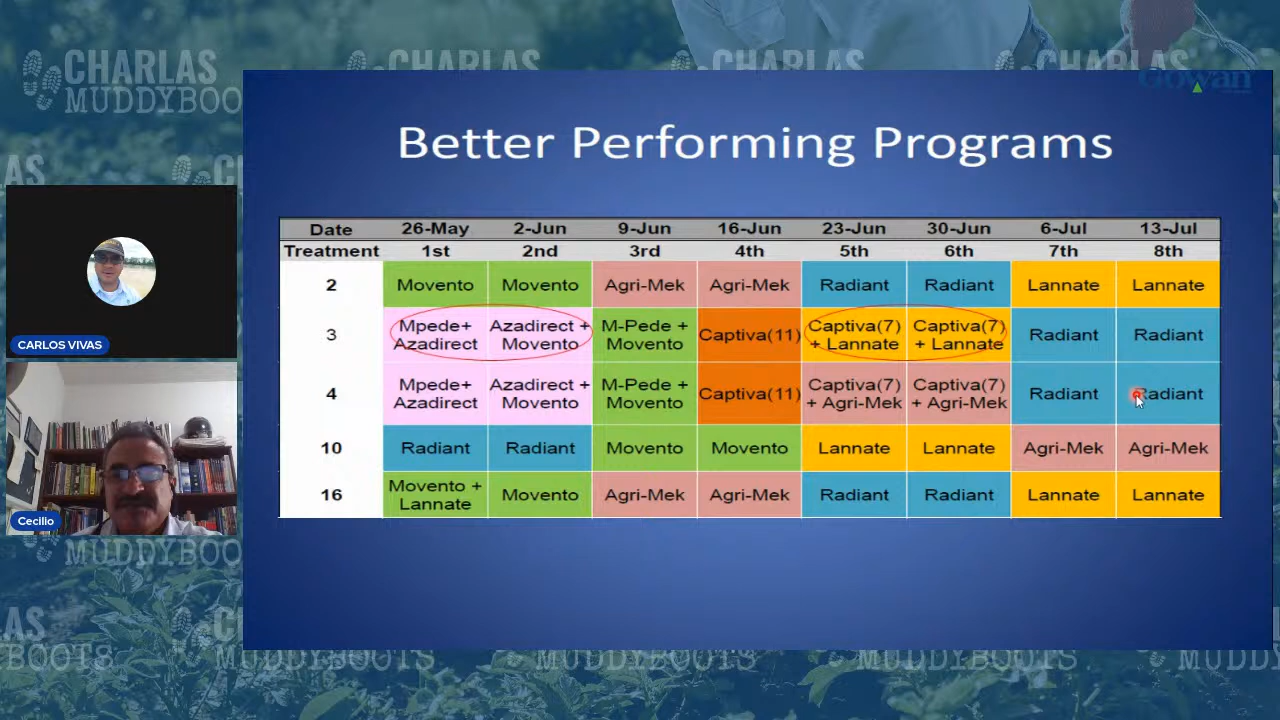 CHARLAS
MUDDYBOOTS
Gowan
Better Performing Programs
Date 26-May 2-Jun 9-Jun 16-Jun 23-Jun 30-Jun 6-Jul 13-Jul
Treatment 1st 2nd 3rd 4th 5th 6th 7th 8th
2 Movento Movento Agri-Mek Agri-Mek Radiant Radiant Lannate Lannate
3 Mpede+ Azadirect Azadirect + Movento M-Pede + Movento Captiva(11) Captiva(7) + Lannate Captiva(7) + Lannate Radiant Radiant
4 Mpede+ Azadirect Azadirect + Movento M-Pede + Movento Captiva(11) Captiva(7) + Agri-Mek Captiva(7) + Agri-Mek Radiant Radiant
10 Radiant Radiant Movento Movento Lannate Lannate Agri-Mek Agri-Mek
16 Movento + Lannate Movento Agri-Mek Agri-Mek Radiant Radiant Lannate Lannate
CARLOS VIVAS
Cecilio